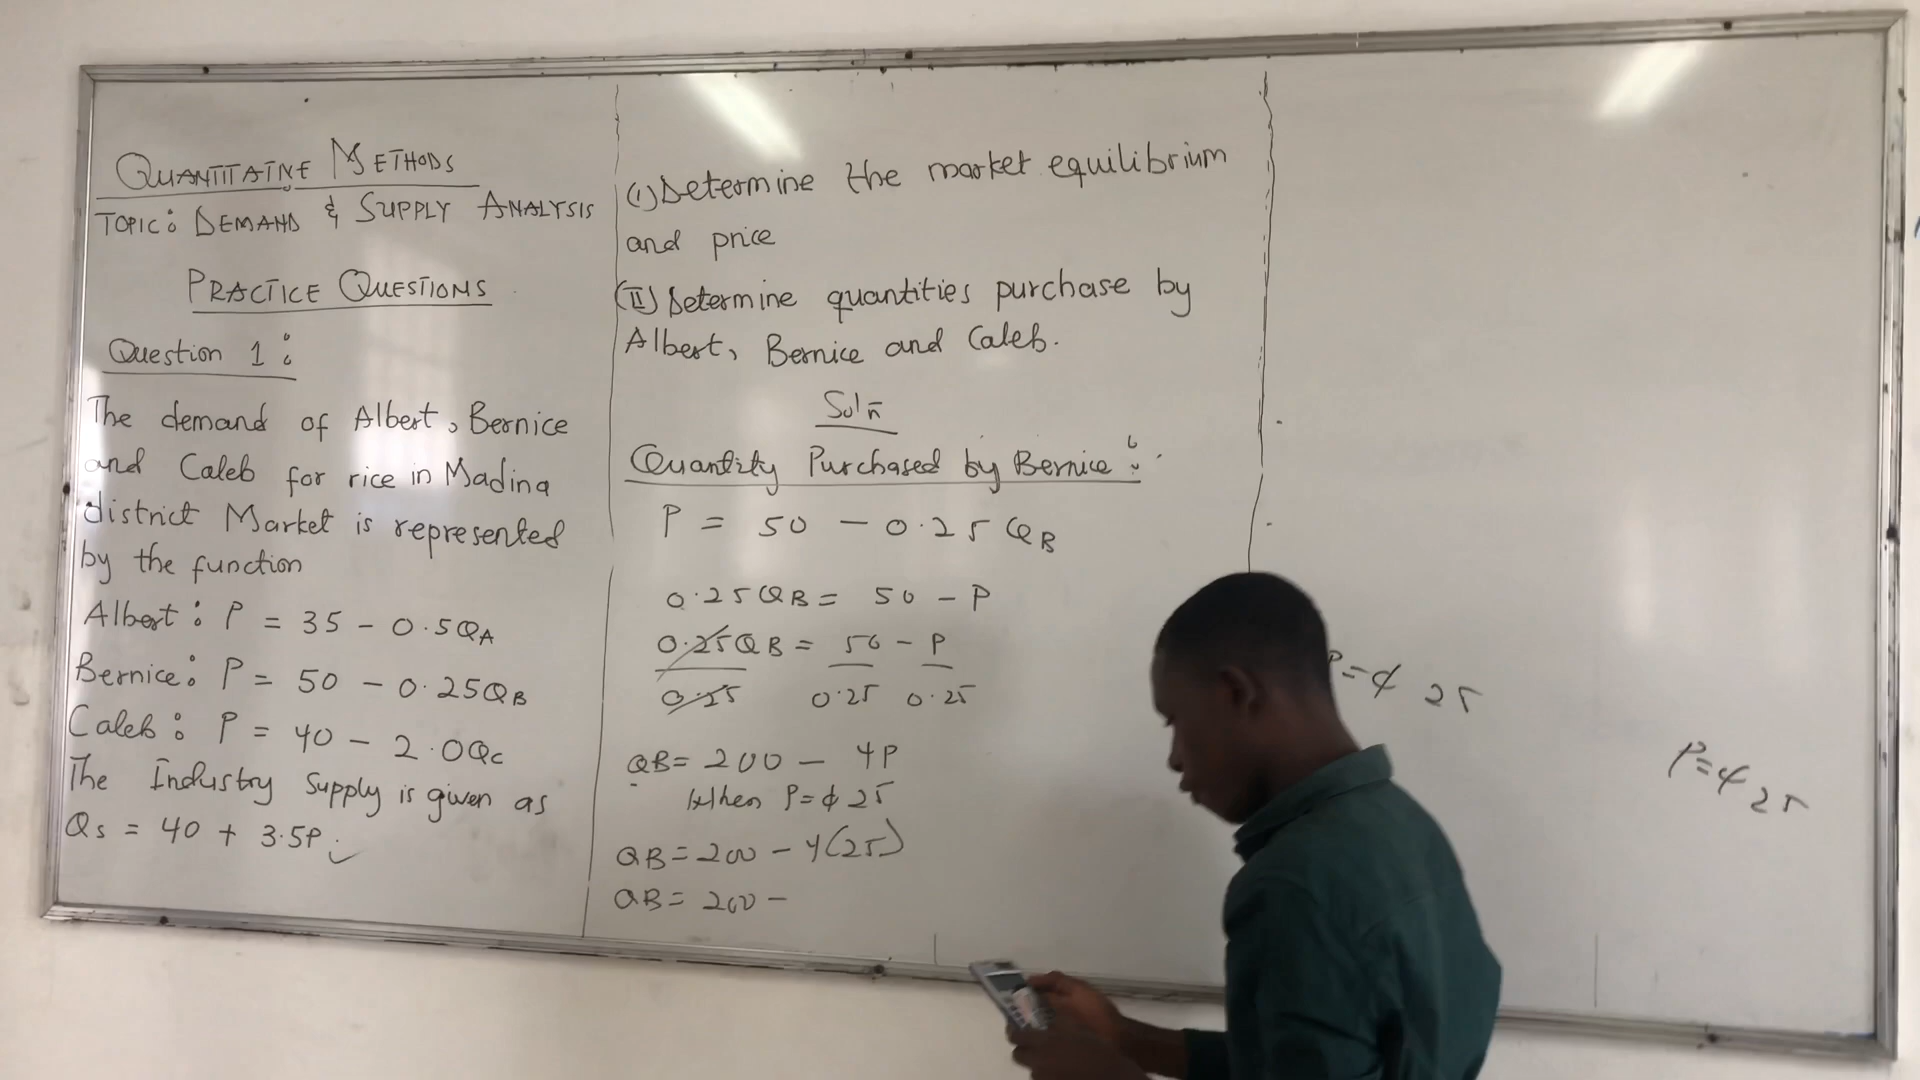 QUANTITATIVE METHODS
TOPIC: DEMAND & SUPPLY ANALYSIS
PRACTICE QUESTIONS
Question 1:
The demand of Albert, Bernice
and Caleb for rice in Madina
district Market is represented
by the function
Albert: P = 35 - 0.5QA
Bernice: P = 50 - 0.25QB
Caleb: P = 40 - 2.0Qc
The Industry Supply is given as
Qs = 40 + 3.5P.
(I) Determine the market equilibrium
and price
(II) Determine quantities purchase by
Albert, Bernice and Caleb.
Soln
Quantity Purchased by Bernice:
P = 50 - 0.25QB
0.25QB = 50 - P
0.25QB = 50 - P
0.25 0.25 0.25
QB = 200 - 4P
When P=¢25
QB = 200 - 4(25)
QB = 200 -
P=¢ 25
P=¢ 25